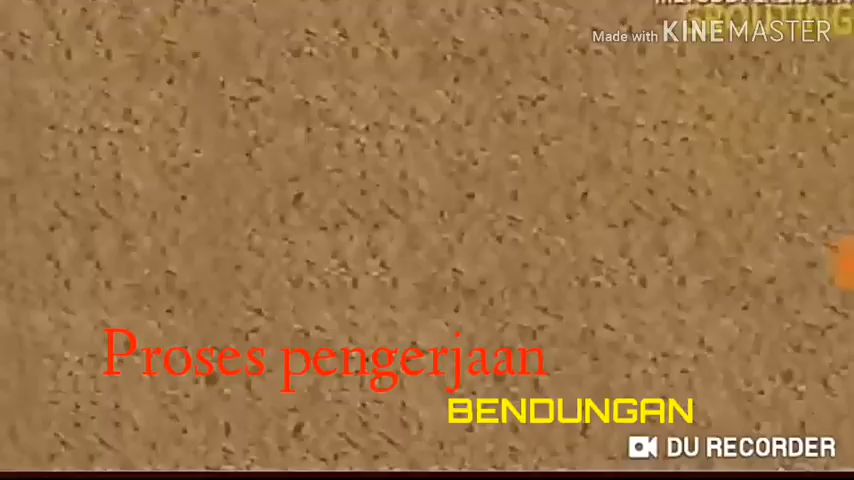 Made with KINEMASTER
Proses pengerjaan
BENDUNGAN
DU RECORDER